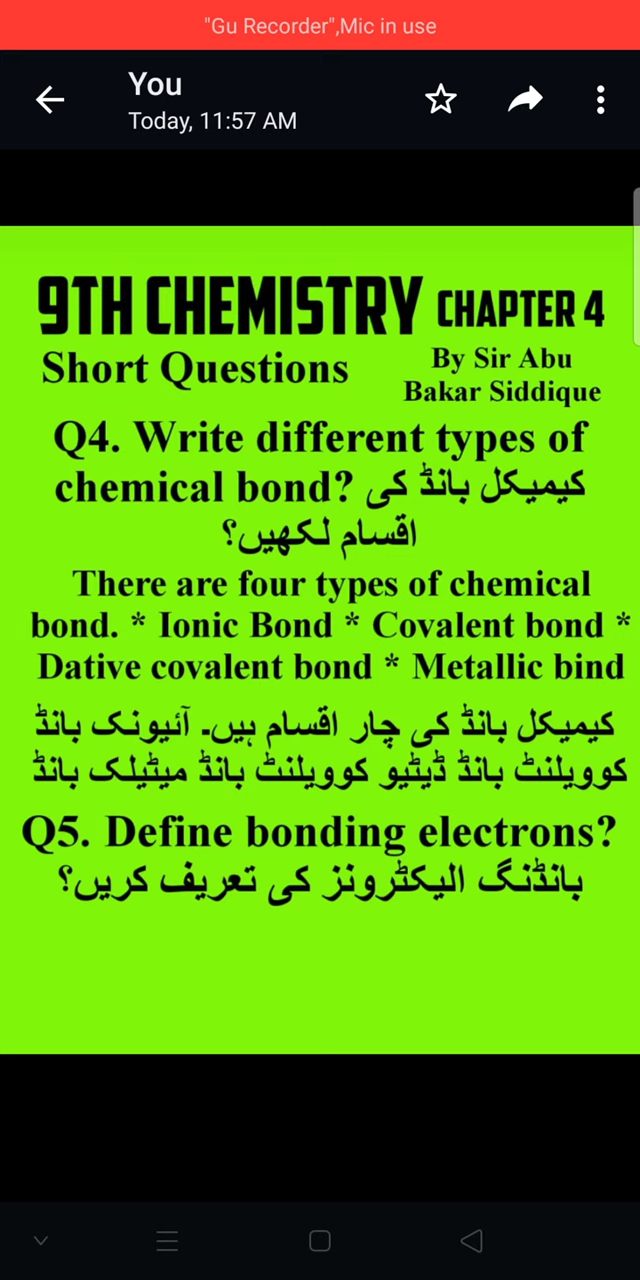 "Gu Recorder",Mic in use
You
Today, 11:57 AM
9TH CHEMISTRY CHAPTER 4
Short Questions
By Sir Abu
Bakar Siddique
Q4. Write different types of
chemical bond? کیمیکل بانڈ کی
اقسام لکھیں؟
There are four types of chemical
bond. * Ionic Bond * Covalent bond *
Dative covalent bond * Metallic bind
کیمیکل بانڈ کی چار اقسام ہیں۔ آئیونک بانڈ
کوویلنٹ بانڈ ڈیٹیو کوویلنٹ بانڈ میٹیلک بانڈ
Q5. Define bonding electrons?
بانڈنگ الیکٹرونز کی تعریف کریں؟